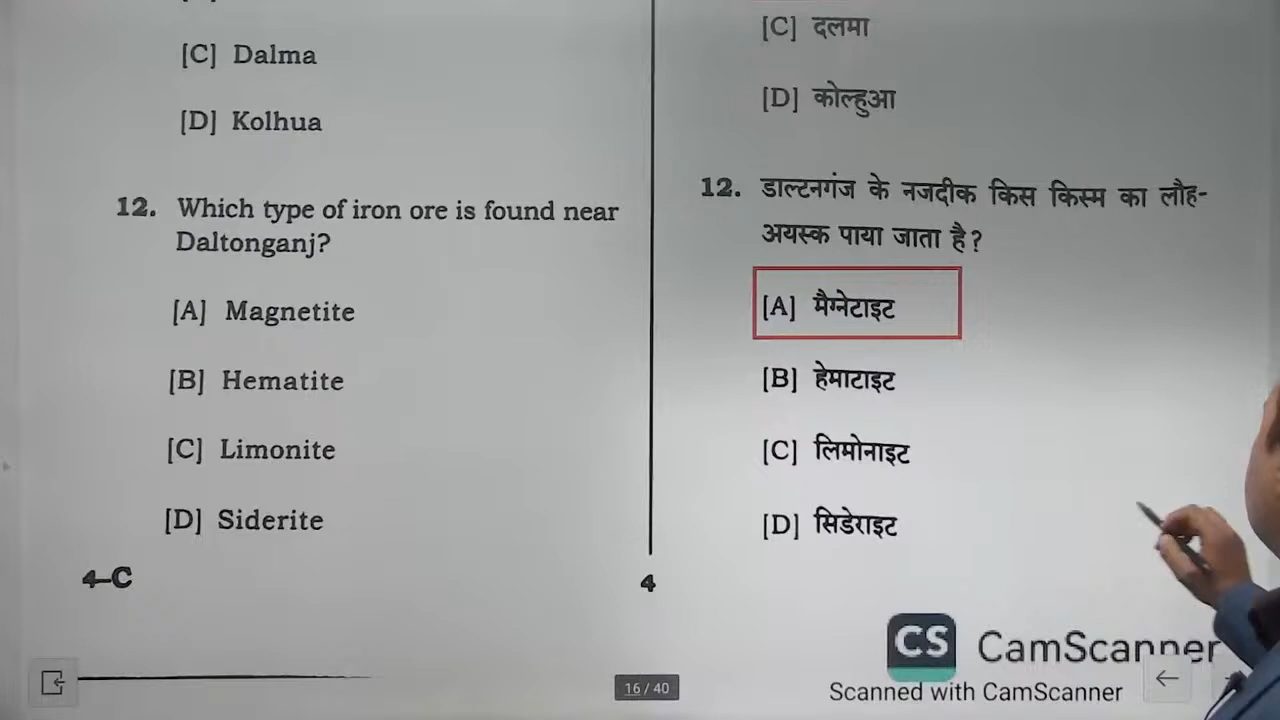 [C] Dalma
[D] Kolhua
12. Which type of iron ore is found near
Daltonganj?
[A] Magnetite
[B] Hematite
[C] Limonite
[D] Siderite
4–C
[C] दलमा
[D] कोल्हुआ
12. डाल्टनगंज के नजदीक किस किस्म का लौह-
अयस्क पाया जाता है?
[A] मैग्नेटाइट
[B] हेमाटाइट
[C] लिमोनाइट
[D] सिडेराइट
4
CS CamScanner
Scanned with CamScanner
16 / 40